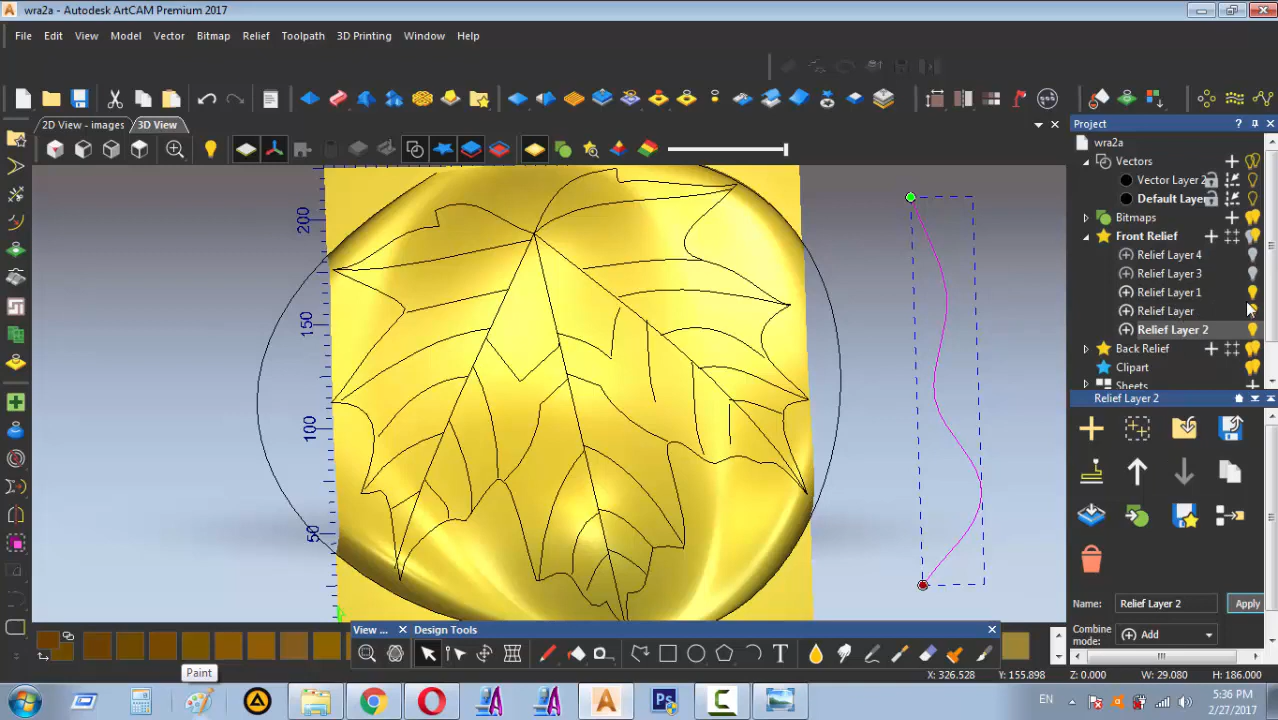 wra2a - Autodesk ArtCAM Premium 2017
File Edit View Model Vector Bitmap Relief Toolpath 3D Printing Window Help
2D View - images 3D View
Project
wra2a
Vectors
Vector Layer 2
Default Layer
Bitmaps
Front Relief
Relief Layer 4
Relief Layer 3
Relief Layer 1
Relief Layer
Relief Layer 2
Back Relief
Clipart
Sheets
Relief Layer 2
Name: Relief Layer 2 Apply
Combine mode: Add
200
150
100
50
View ... Design Tools
Paint
X: 326.528 Y: 155.898 Z: 0.000 W: 29.080 H: 186.000
EN
5:36 PM
2/27/2017